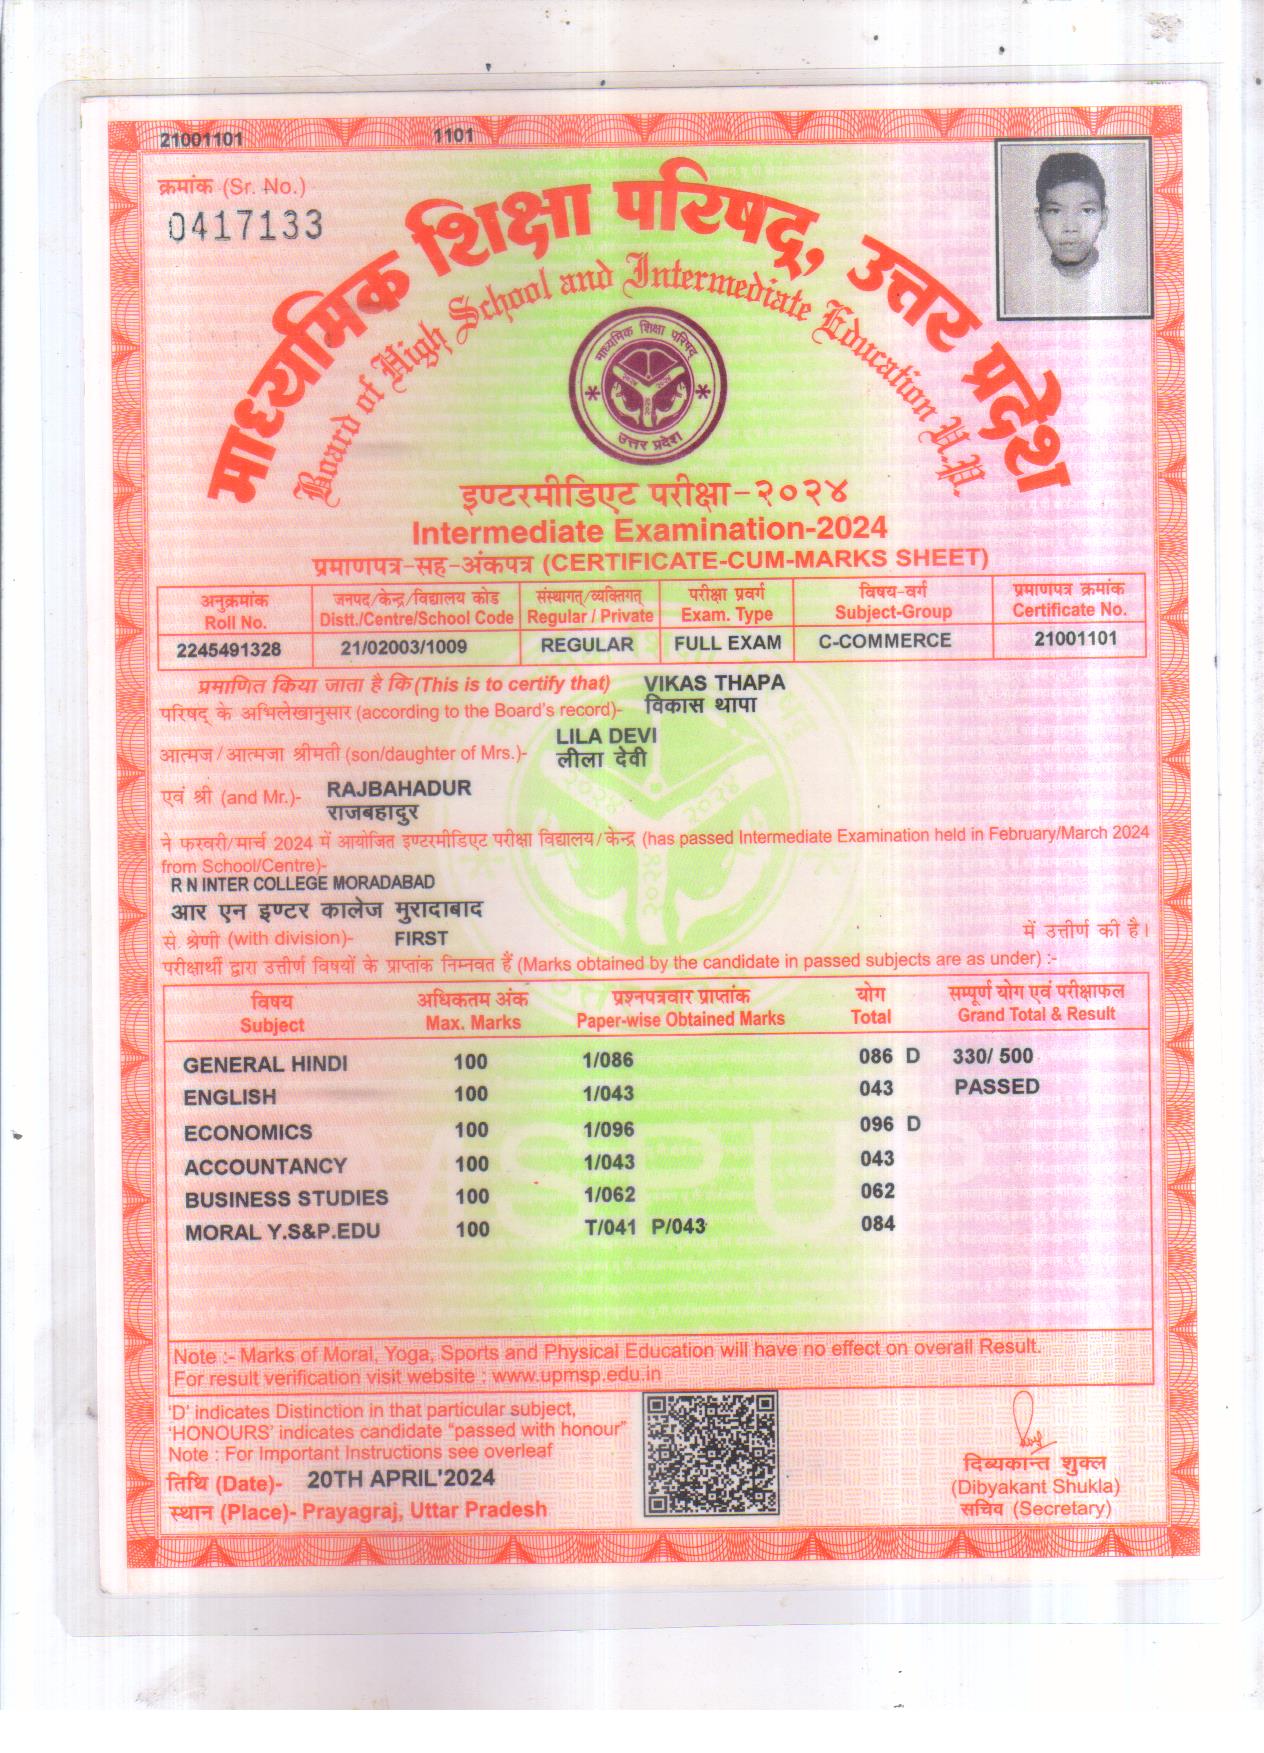 21001101 1101
क्रमांक (Sr. No.)
0417133
माध्यमिक शिक्षा परिषद्, उत्तर प्रदेश
Board of High School and Intermediate Education U.P.
माध्यमिक शिक्षा परिषद्
२०२४ २०२४
२०२४
उत्तर प्रदेश
इण्टरमीडिएट परीक्षा-२०२४
Intermediate Examination-2024
प्रमाणपत्र-सह-अंकपत्र (CERTIFICATE-CUM-MARKS SHEET)
अनुक्रमांक जनपद/केन्द्र/विद्यालय कोड संस्थागत्/व्यक्तिगत् परीक्षा प्रवर्ग विषय-वर्ग प्रमाणपत्र क्रमांक
Roll No. Distt./Centre/School Code Regular / Private Exam. Type Subject-Group Certificate No.
2245491328 21/02003/1009 REGULAR FULL EXAM C-COMMERCE 21001101
प्रमाणित किया जाता है कि (This is to certify that) VIKAS THAPA
परिषद् के अभिलेखानुसार (according to the Board's record)- विकास थापा
LILA DEVI
आत्मज/आत्मजा श्रीमती (son/daughter of Mrs.)- लीला देवी
एवं श्री (and Mr.)- RAJBAHADUR
राजबहादुर
ने फरवरी/मार्च 2024 में आयोजित इण्टरमीडिएट परीक्षा विद्यालय/केन्द्र (has passed Intermediate Examination held in February/March 2024
from School/Centre)-
R N INTER COLLEGE MORADABAD
आर एन इण्टर कालेज मुरादाबाद
से श्रेणी (with division)- FIRST में उत्तीर्ण की है।
परीक्षार्थी द्वारा उत्तीर्ण विषयों के प्राप्तांक निम्नवत हैं (Marks obtained by the candidate in passed subjects are as under) :-
विषय अधिकतम अंक प्रश्नपत्रवार प्राप्तांक योग सम्पूर्ण योग एवं परीक्षाफल
Subject Max. Marks Paper-wise Obtained Marks Total Grand Total & Result
GENERAL HINDI 100 1/086 086 D 330/ 500
ENGLISH 100 1/043 043 PASSED
ECONOMICS 100 1/096 096 D
ACCOUNTANCY 100 1/043 043
BUSINESS STUDIES 100 1/062 062
MORAL Y.S&P.EDU 100 T/041 P/043 084
Note :- Marks of Moral, Yoga, Sports and Physical Education will have no effect on overall Result.
For result verification visit website : www.upmsp.edu.in
'D' indicates Distinction in that particular subject,
'HONOURS' indicates candidate "passed with honour"
Note : For Important Instructions see overleaf
तिथि (Date)- 20TH APRIL'2024
स्थान (Place)- Prayagraj, Uttar Pradesh
दिब्यकान्त शुक्ल
(Dibyakant Shukla)
सचिव (Secretary)